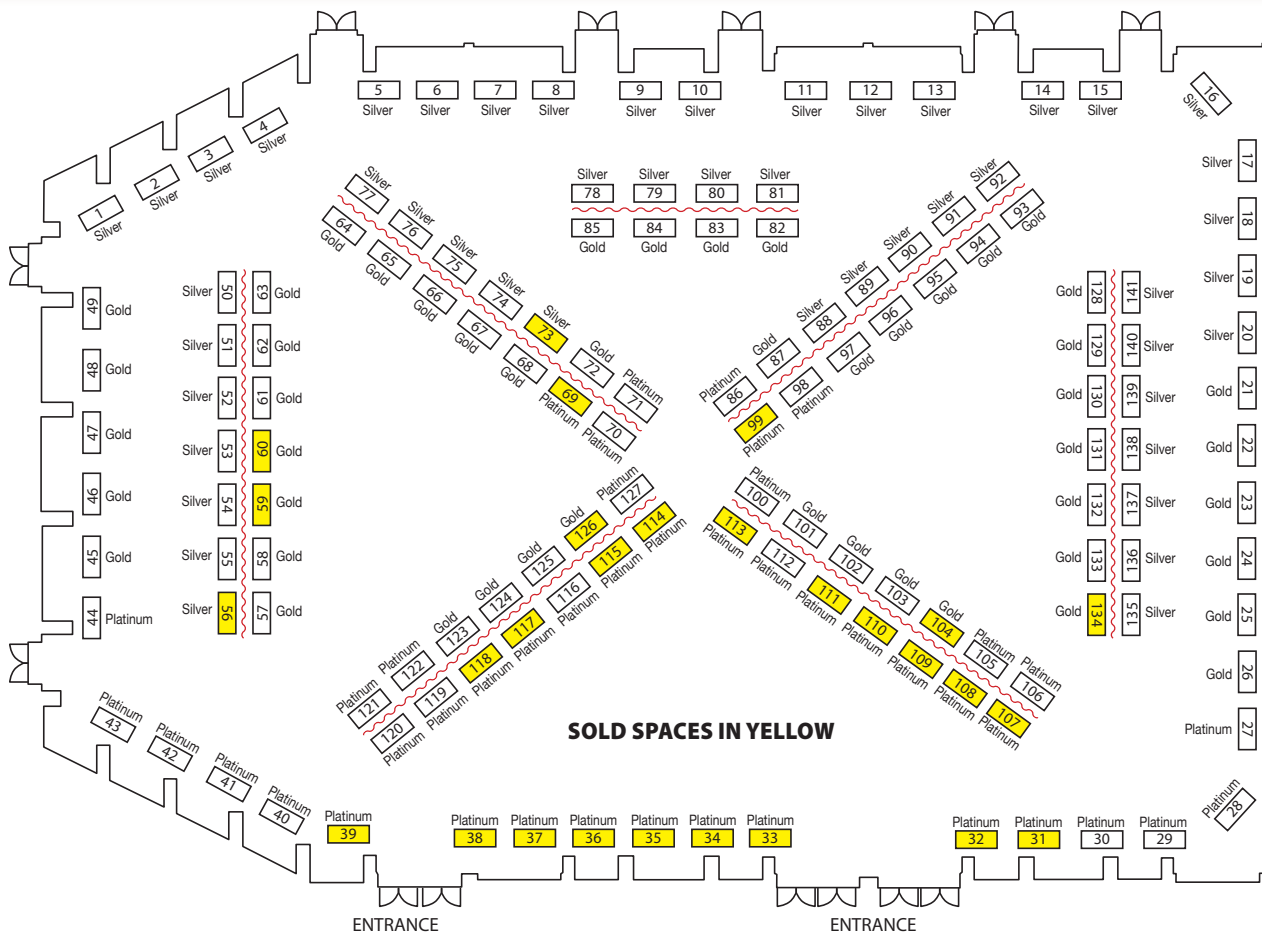 5 6 7 8 9 10 11 12 13 14 15 16
Silver Silver Silver Silver Silver Silver Silver Silver Silver Silver Silver Silver
1 2 3 4
Silver Silver Silver Silver
Silver 17
Silver 18
Silver 19
Silver 20
Gold 21
Gold 22
Gold 23
Gold 24
Gold 25
Gold 26
Platinum 27
Platinum 28
Silver Silver Silver Silver
78 79 80 81
85 84 83 82
Gold Gold Gold Gold
Silver Silver Silver Silver Silver Gold Platinum
77 76 75 74 73 72 71
64 65 66 67 68 69 70
Gold Gold Gold Gold Gold Platinum Platinum
Platinum Gold Silver Silver Silver Silver Silver
86 87 88 89 90 91 92
99 98 97 96 95 94 93
Platinum Platinum Gold Gold Gold Gold Gold
49 Gold
48 Gold
47 Gold
46 Gold
45 Gold
44 Platinum
Silver 50 63 Gold
Silver 51 62 Gold
Silver 52 61 Gold
Silver 53 60 Gold
Silver 54 59 Gold
Silver 55 58 Gold
Silver 56 57 Gold
Gold 128 141 Silver
Gold 129 140 Silver
Gold 130 139 Silver
Gold 131 138 Silver
Gold 132 137 Silver
Gold 133 136 Silver
Gold 134 135 Silver
Platinum Platinum Gold Gold Gold Gold Platinum
121 122 123 124 125 126 127
120 119 118 117 116 115 114
Platinum Platinum Platinum Platinum Platinum Platinum Platinum
Platinum Gold Gold Gold Gold Platinum Platinum
100 101 102 103 104 105 106
113 112 111 110 109 108 107
Platinum Platinum Platinum Platinum Platinum Platinum Platinum
SOLD SPACES IN YELLOW
Platinum Platinum Platinum Platinum
43 42 41 40
Platinum Platinum Platinum Platinum Platinum Platinum Platinum Platinum Platinum Platinum Platinum
39 38 37 36 35 34 33 32 31 30 29
ENTRANCE ENTRANCE